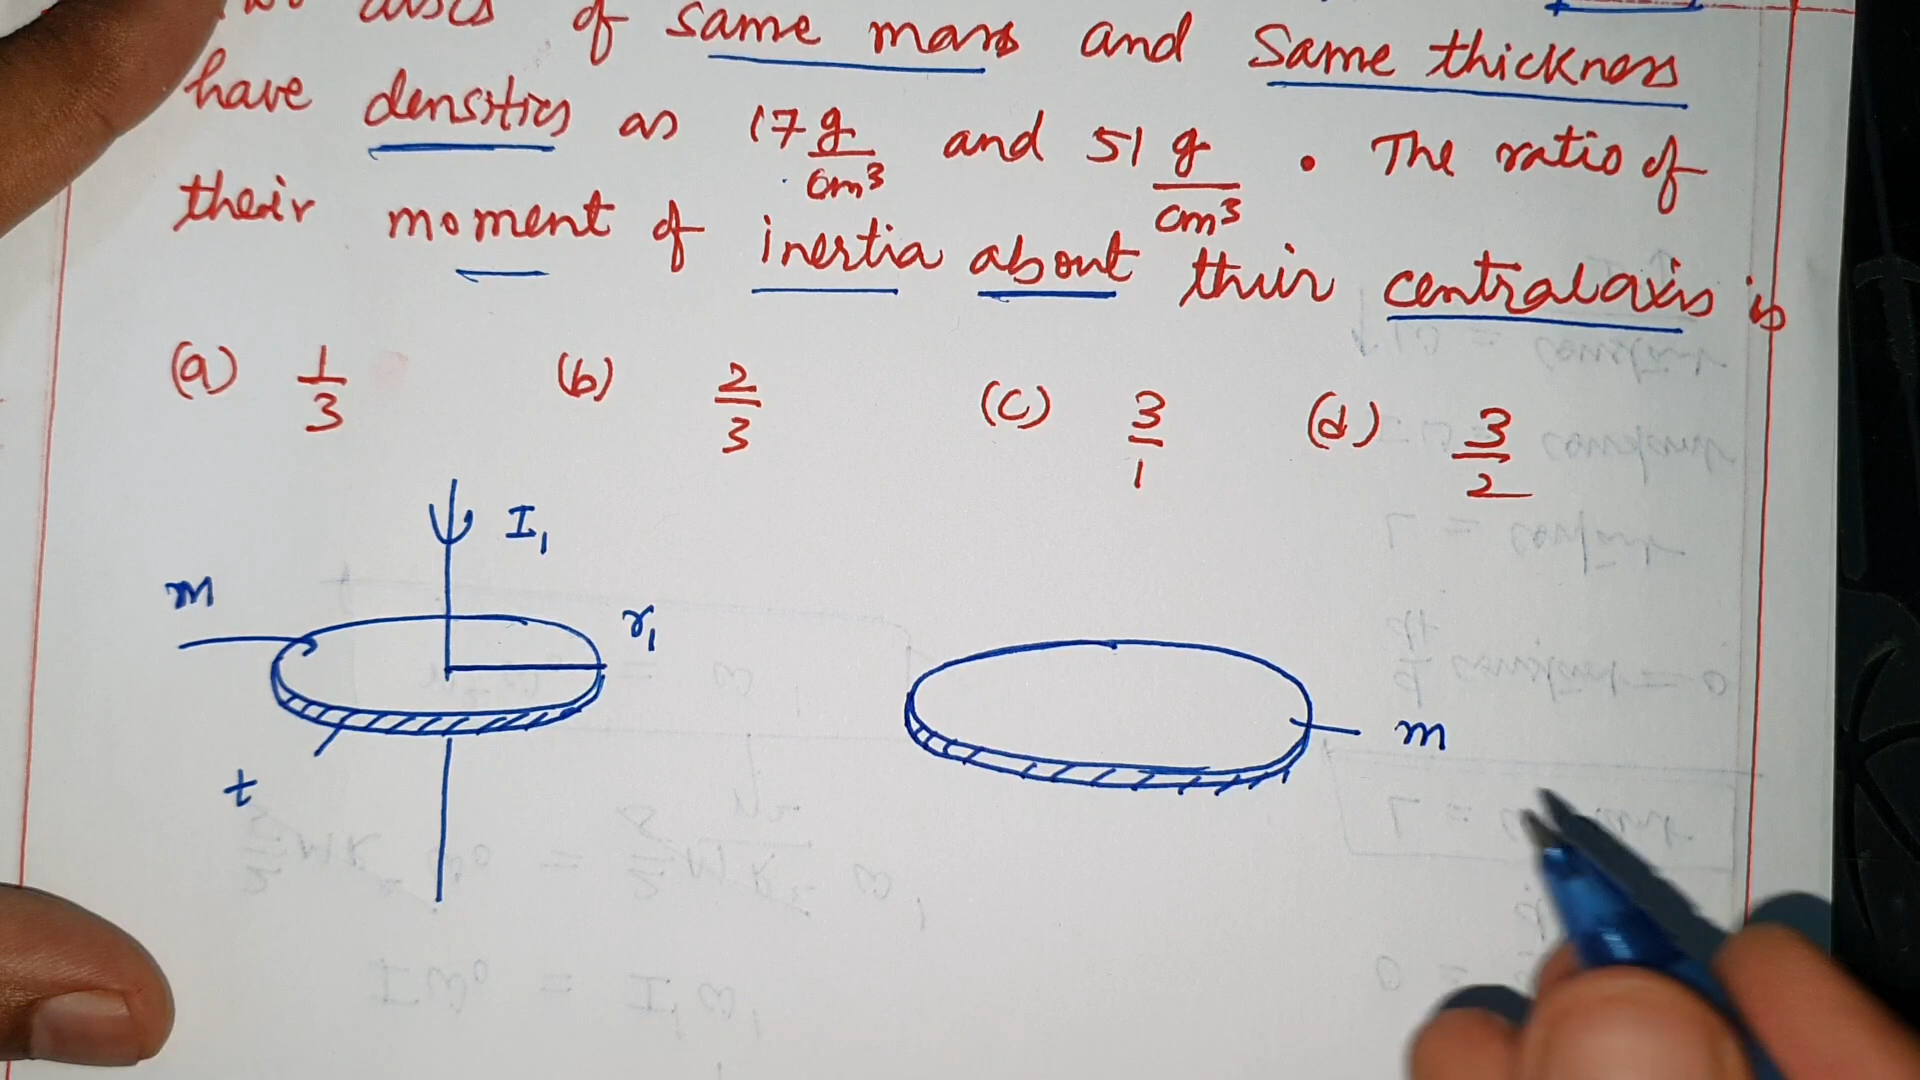 discs of same mass and same thickness
have densities as 17 g/cm³ and 51 g/cm³ . The ratio of
their moment of inertia about their central axis is
(a) 1/3 (b) 2/3 (c) 3/1 (d) 3/2
I₁
m r₁
m
t